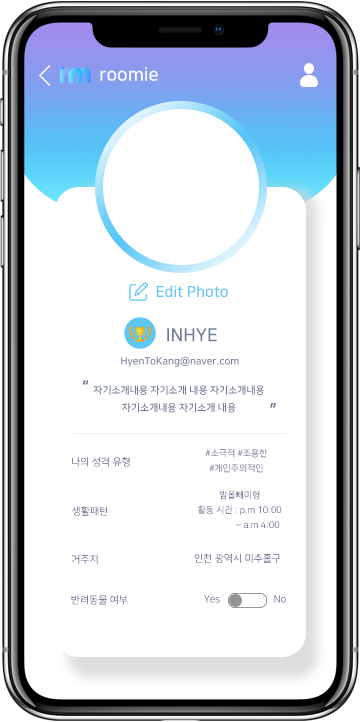 im roomie
Edit Photo
INHYE
HyenToKang@naver.com
“ 자기소개내용 자기소개 내용 자기소개내용
자기소개내용 자기소개 내용 ”
나의 성격 유형
#소극적 #조용한
#개인주의적인
생활패턴
밤올빼미형
활동 시간 : p.m 10:00
~ a.m 4:00
거주지
인천 광역시 미추홀구
반려동물 여부
Yes No